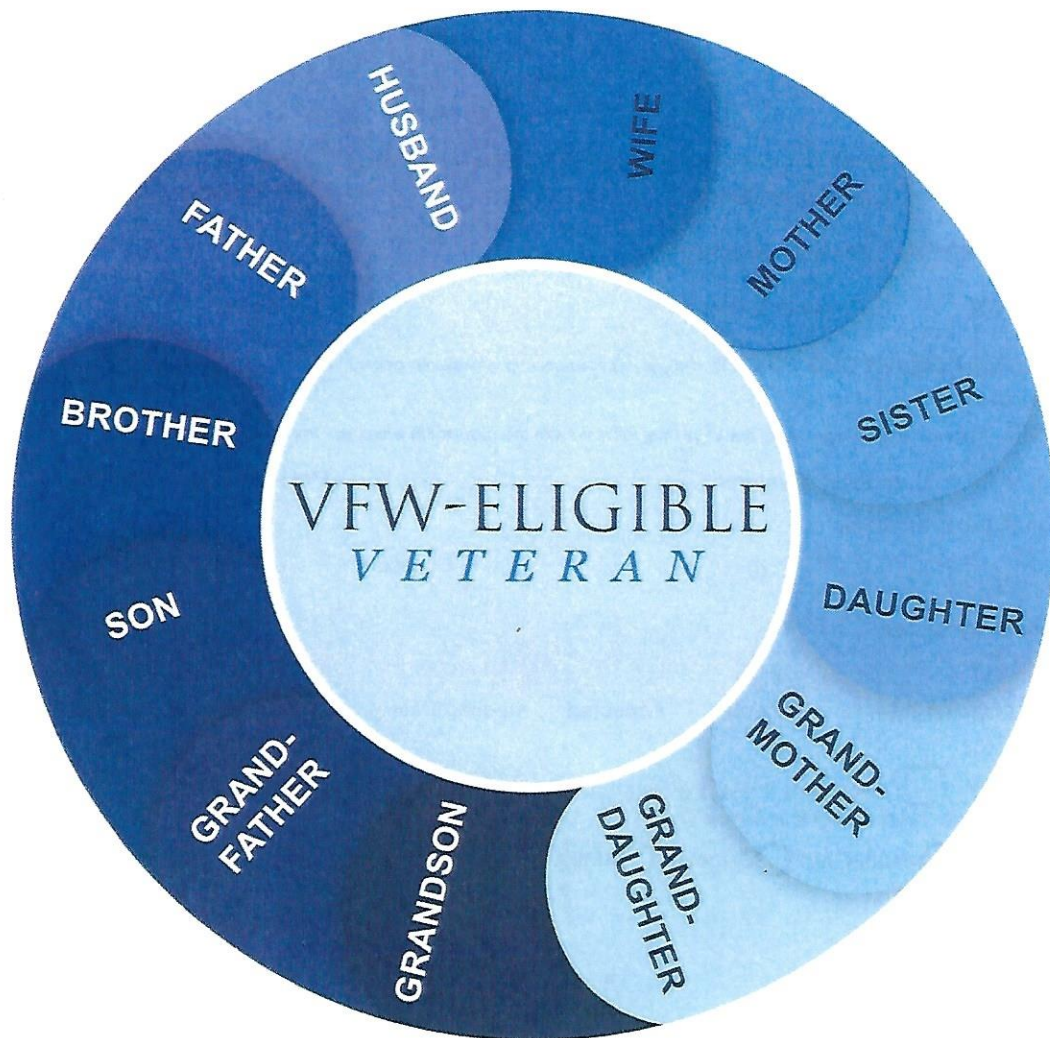 VFW-ELIGIBLE
VETERAN
WIFE
MOTHER
SISTER
DAUGHTER
GRAND-
MOTHER
GRAND-
DAUGHTER
GRANDSON
GRAND-
FATHER
SON
BROTHER
FATHER
HUSBAND